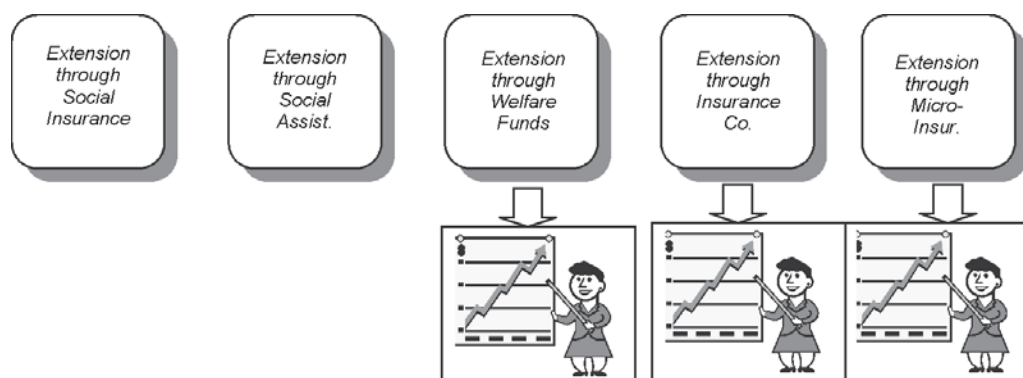 Extension
through
Social
Insurance
Extension
through
Social
Assist.
Extension
through
Welfare
Funds
Extension
through
Insurance
Co.
Extension
through
Micro-
Insur.
$
$
$